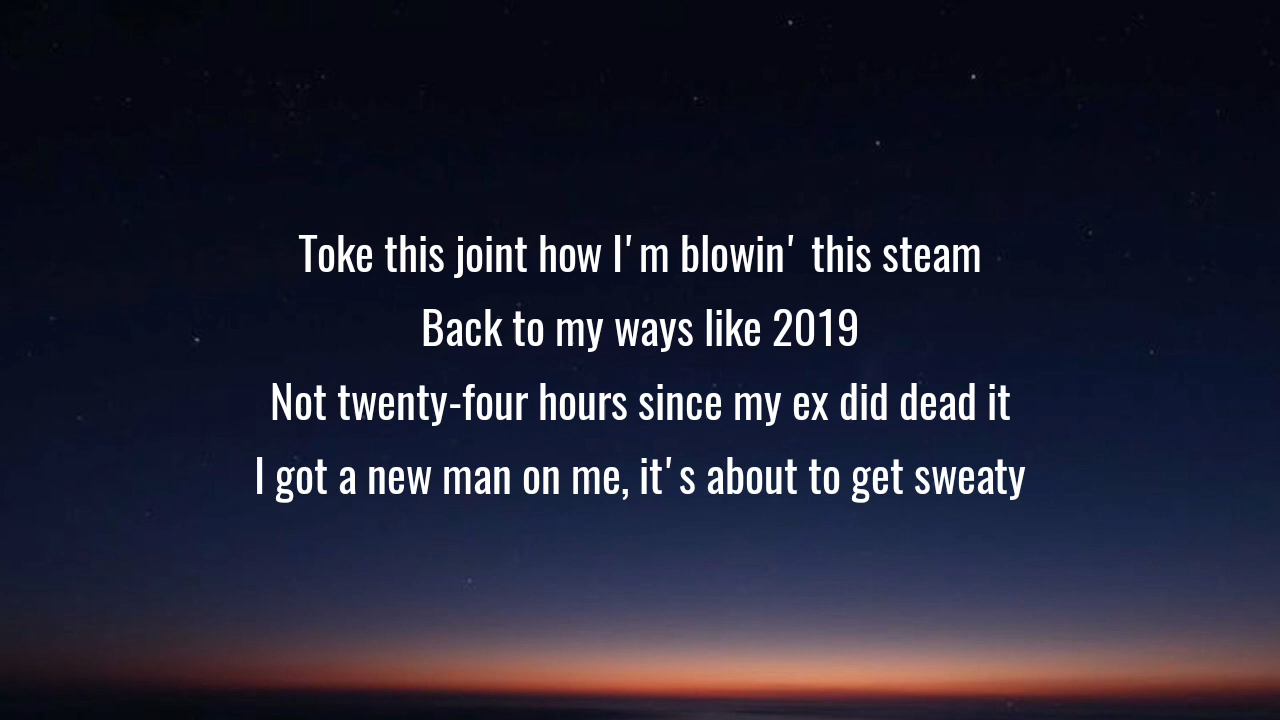 Toke this joint how I'm blowin' this steam
Back to my ways like 2019
Not twenty-four hours since my ex did dead it
I got a new man on me, it's about to get sweaty